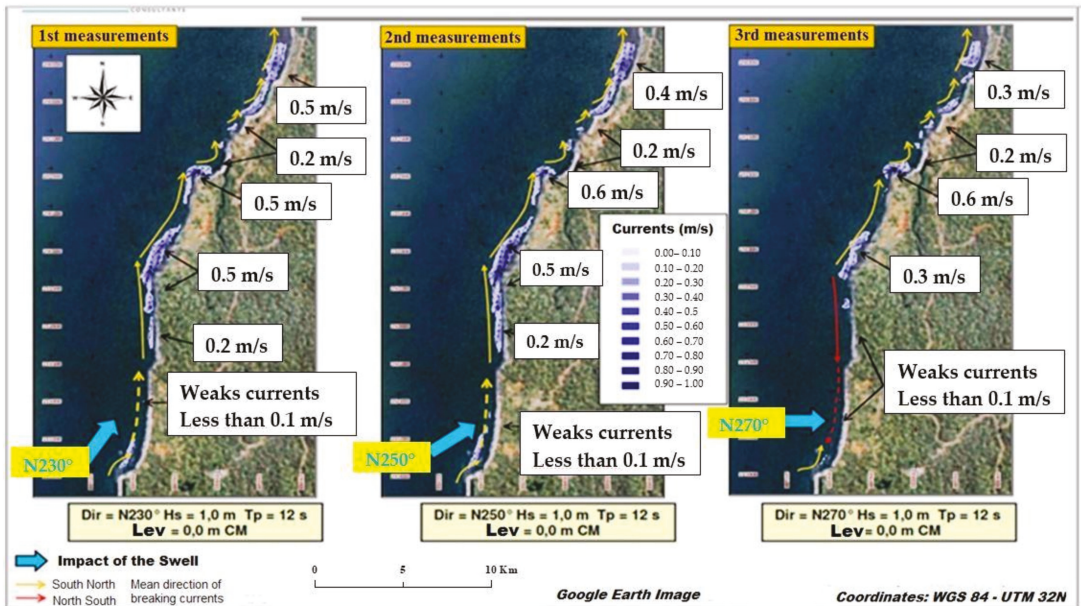 CONSULTANTS
1st measurements
0.5 m/s
0.2 m/s
0.5 m/s
0.5 m/s
0.2 m/s
Weaks currents
Less than 0.1 m/s
N230°
Dir = N230° Hs = 1,0 m Tp = 12 s
Lev = 0,0 m CM
2nd measurements
0.4 m/s
0.2 m/s
0.6 m/s
0.5 m/s
0.2 m/s
Weaks currents
Less than 0.1 m/s
N250°
Dir = N250° Hs = 1,0 m Tp = 12 s
Lev = 0,0 m CM
Currents (m/s)
0.00– 0.10
0.10 – 0.20
0.20 – 0.30
0.30 – 0.40
0.40 – 0.5
0.50 – 0.60
0.60 – 0.70
0.70 – 0.80
0.80 – 0.90
0.90 – 1.00
3rd measurements
0.3 m/s
0.2 m/s
0.6 m/s
0.3 m/s
Weaks currents
Less than 0.1 m/s
N270°
Dir = N270° Hs = 1,0 m Tp = 12 s
Lev = 0,0 m CM
Impact of the Swell
South North
North South
Mean direction of
breaking currents
0 5 10 Km
Google Earth Image
Coordinates: WGS 84 - UTM 32N